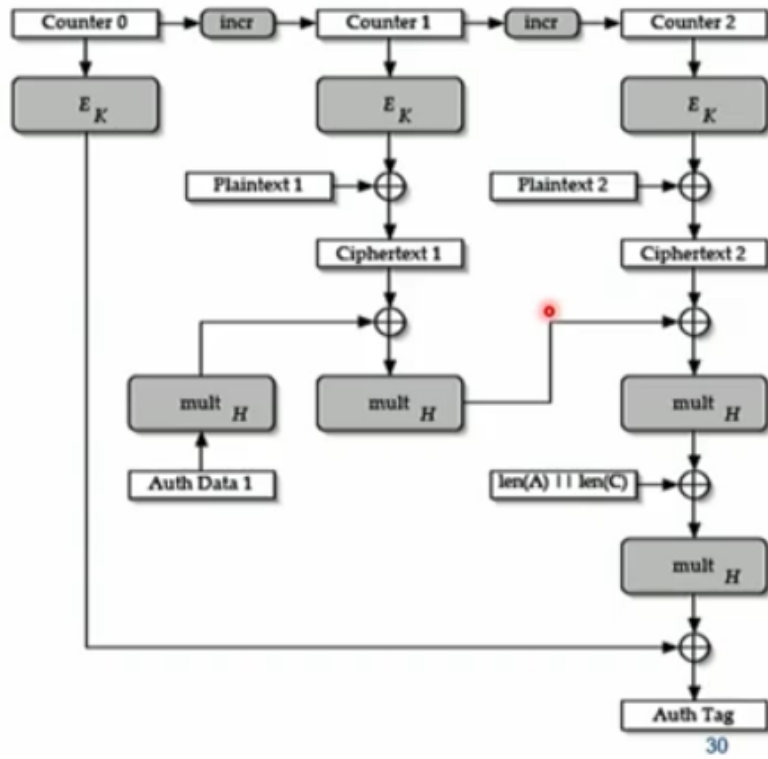 Counter 0
incr
Counter 1
incr
Counter 2
E K
E K
E K
Plaintext 1
Plaintext 2
Ciphertext 1
Ciphertext 2
mult H
mult H
mult H
Auth Data 1
len(A) || len(C)
mult H
Auth Tag
30